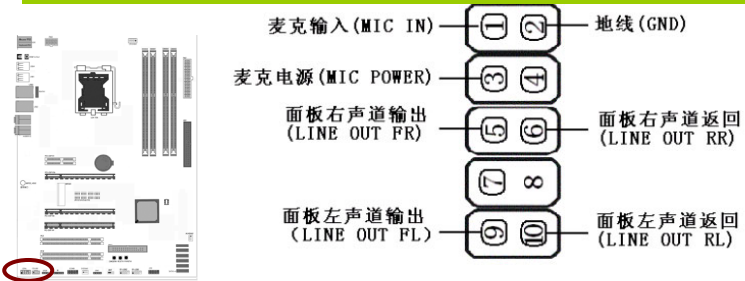 麦克输入(MIC IN)
1 2
地线(GND)
麦克电源(MIC POWER)
3 4
面板右声道输出
(LINE OUT FR)
5 6
面板右声道返回
(LINE OUT RR)
7 8
面板左声道输出
(LINE OUT FL)
9 10
面板左声道返回
(LINE OUT RL)